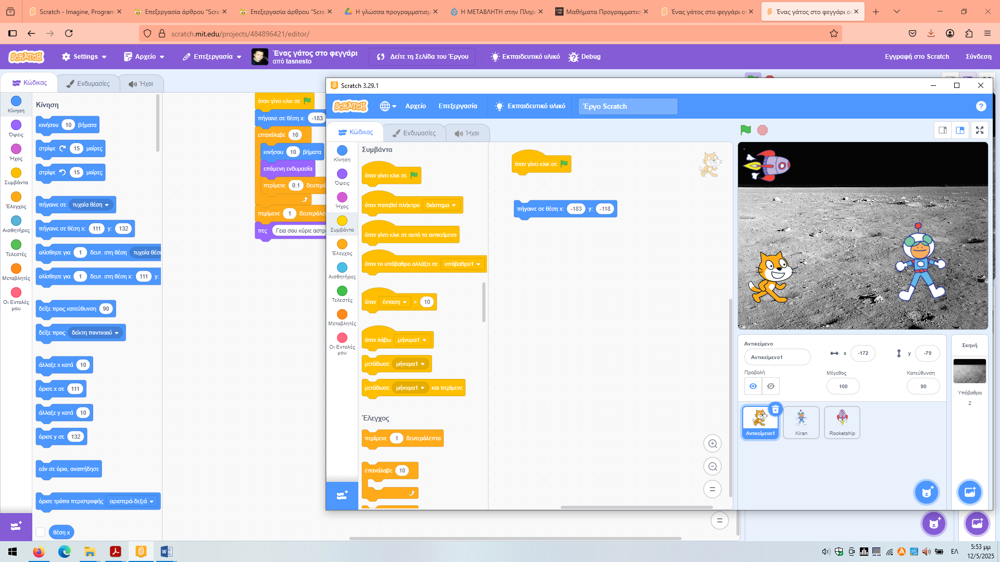 Scratch - Imagine, Program
Επεξεργασία άρθρου "Scra
Επεξεργασία άρθρου "Scra
Η γλώσσα προγραμματισμ
Η ΜΕΤΑΒΛΗΤΗ στην Πληρο
Μαθήματα Προγραμματισ
Ένας γάτος στο φεγγάρι on
Ένας γάτος στο φεγγάρι on
scratch.mit.edu/projects/484896421/editor/
SCRATCH Settings Αρχείο Επεξεργασία Ένας γάτος στο φεγγάρι
από tasnesto
Δείτε τη Σελίδα του Έργου Εκπαιδευτικό υλικό Debug Εγγραφή στο Scratch Σύνδεση
Κώδικας Ενδυμασίες Ήχοι
Κίνηση
Όψεις
Ήχος
Συμβάντα
Έλεγχος
Αισθητήρες
Τελεστές
Μεταβλητές
Οι Εντολές
μου
Κίνηση
κινήσου 10 βήματα
στρίψε 15 μοίρες
στρίψε 15 μοίρες
πήγαινε σε τυχαία θέση
πήγαινε σε θέση x: 111 y: 132
ολίσθησε για 1 δευτ. στη θέση τυχαία θέση
ολίσθησε για 1 δευτ. στη θέση x: 111 y:
δείξε προς κατεύθυνση 90
δείξε προς δείκτη ποντικιού
άλλαξε x κατά 10
όρισε x σε 111
άλλαξε y κατά 10
όρισε y σε 132
εάν σε όριο, αναπήδησε
όρισε τρόπο περιστροφής αριστερά-δεξιά
θέση x
όταν γίνει κλικ σε
πήγαινε σε θέση x: -183
επανάλαβε 10
κινήσου 10 βήματα
επόμενη ενδυμασία
περίμενε 0.1 δευτερό
περίμενε 1 δευτερόλε
πες Γεια σου κύριε αστρ
Scratch 3.29.1
SCRATCH Αρχείο Επεξεργασία Εκπαιδευτικό υλικό Έργο Scratch ?
Κώδικας Ενδυμασίες Ήχοι
Κίνηση
Όψεις
Ήχος
Συμβάντα
Έλεγχος
Αισθητήρες
Τελεστές
Μεταβλητές
Οι Εντολές
μου
Συμβάντα
όταν γίνει κλικ σε
όταν πατηθεί πλήκτρο διάστημα
όταν γίνει κλικ σε αυτό το αντικείμενο
όταν το υπόβαθρο αλλάξει σε υπόβαθρο1
όταν ένταση > 10
όταν λάβω μήνυμα1
μετάδωσε μήνυμα1
μετάδωσε μήνυμα1 και περίμενε
Έλεγχος
περίμενε 1 δευτερόλεπτα
επανάλαβε 10
όταν γίνει κλικ σε
πήγαινε σε θέση x: -183 y: -118
Αντικείμενο
Αντικείμενο1 x -172 y -79
Προβολή Μέγεθος Κατεύθυνση
100 90
Αντικείμενο1 Kiran Rocketship
Σκηνή
Υπόβαθρα
2
ΕΛ
5:53 μμ
12/5/2025